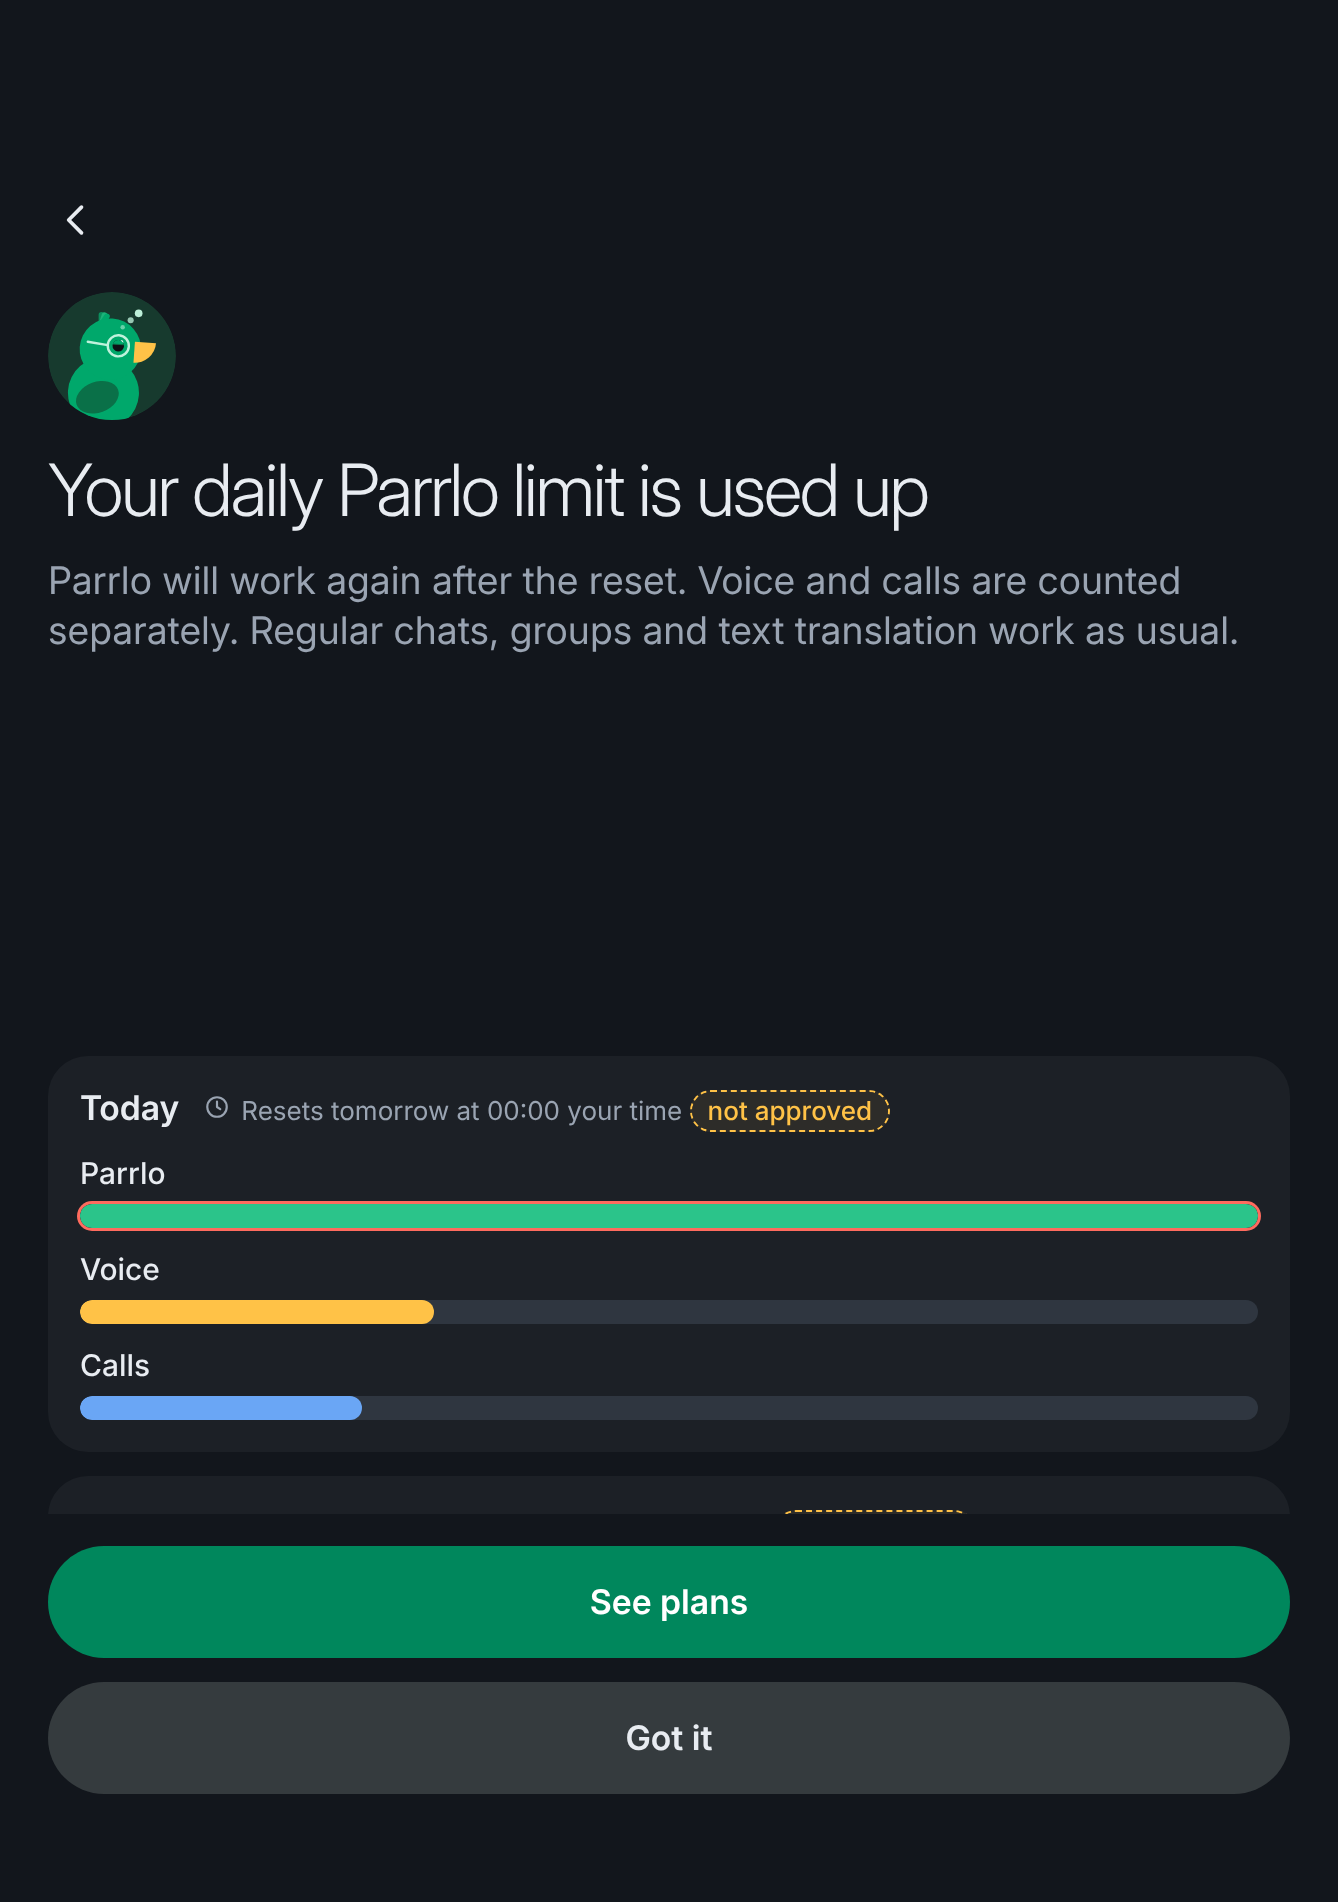 Your daily Parrlo limit is used up
Parrlo will work again after the reset. Voice and calls are counted
separately. Regular chats, groups and text translation work as usual.
Today Resets tomorrow at 00:00 your time not approved
Parrlo
Voice
Calls
See plans
Got it